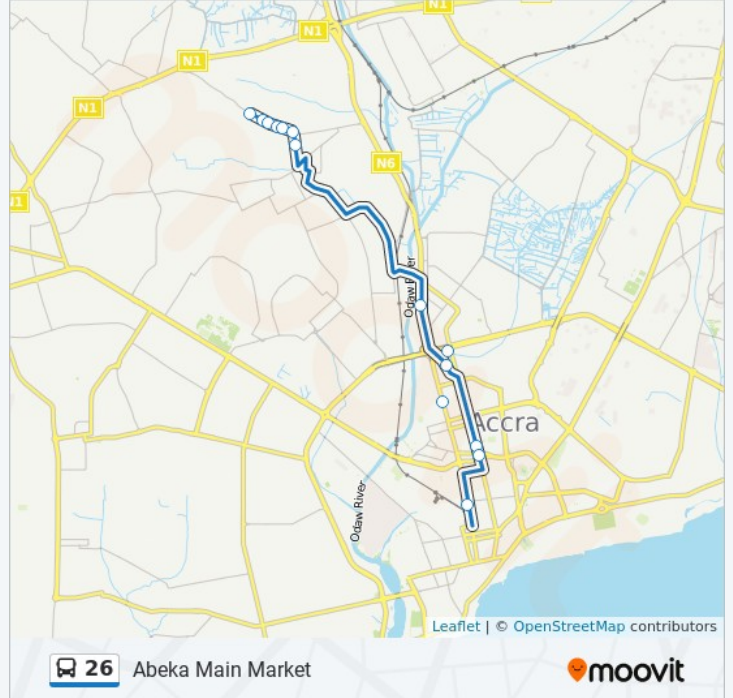 N1
N1
N1
N1
N6
N1
Odaw River
Accra
Odaw River
Leaflet | © OpenStreetMap contributors
26 Abeka Main Market
moovit